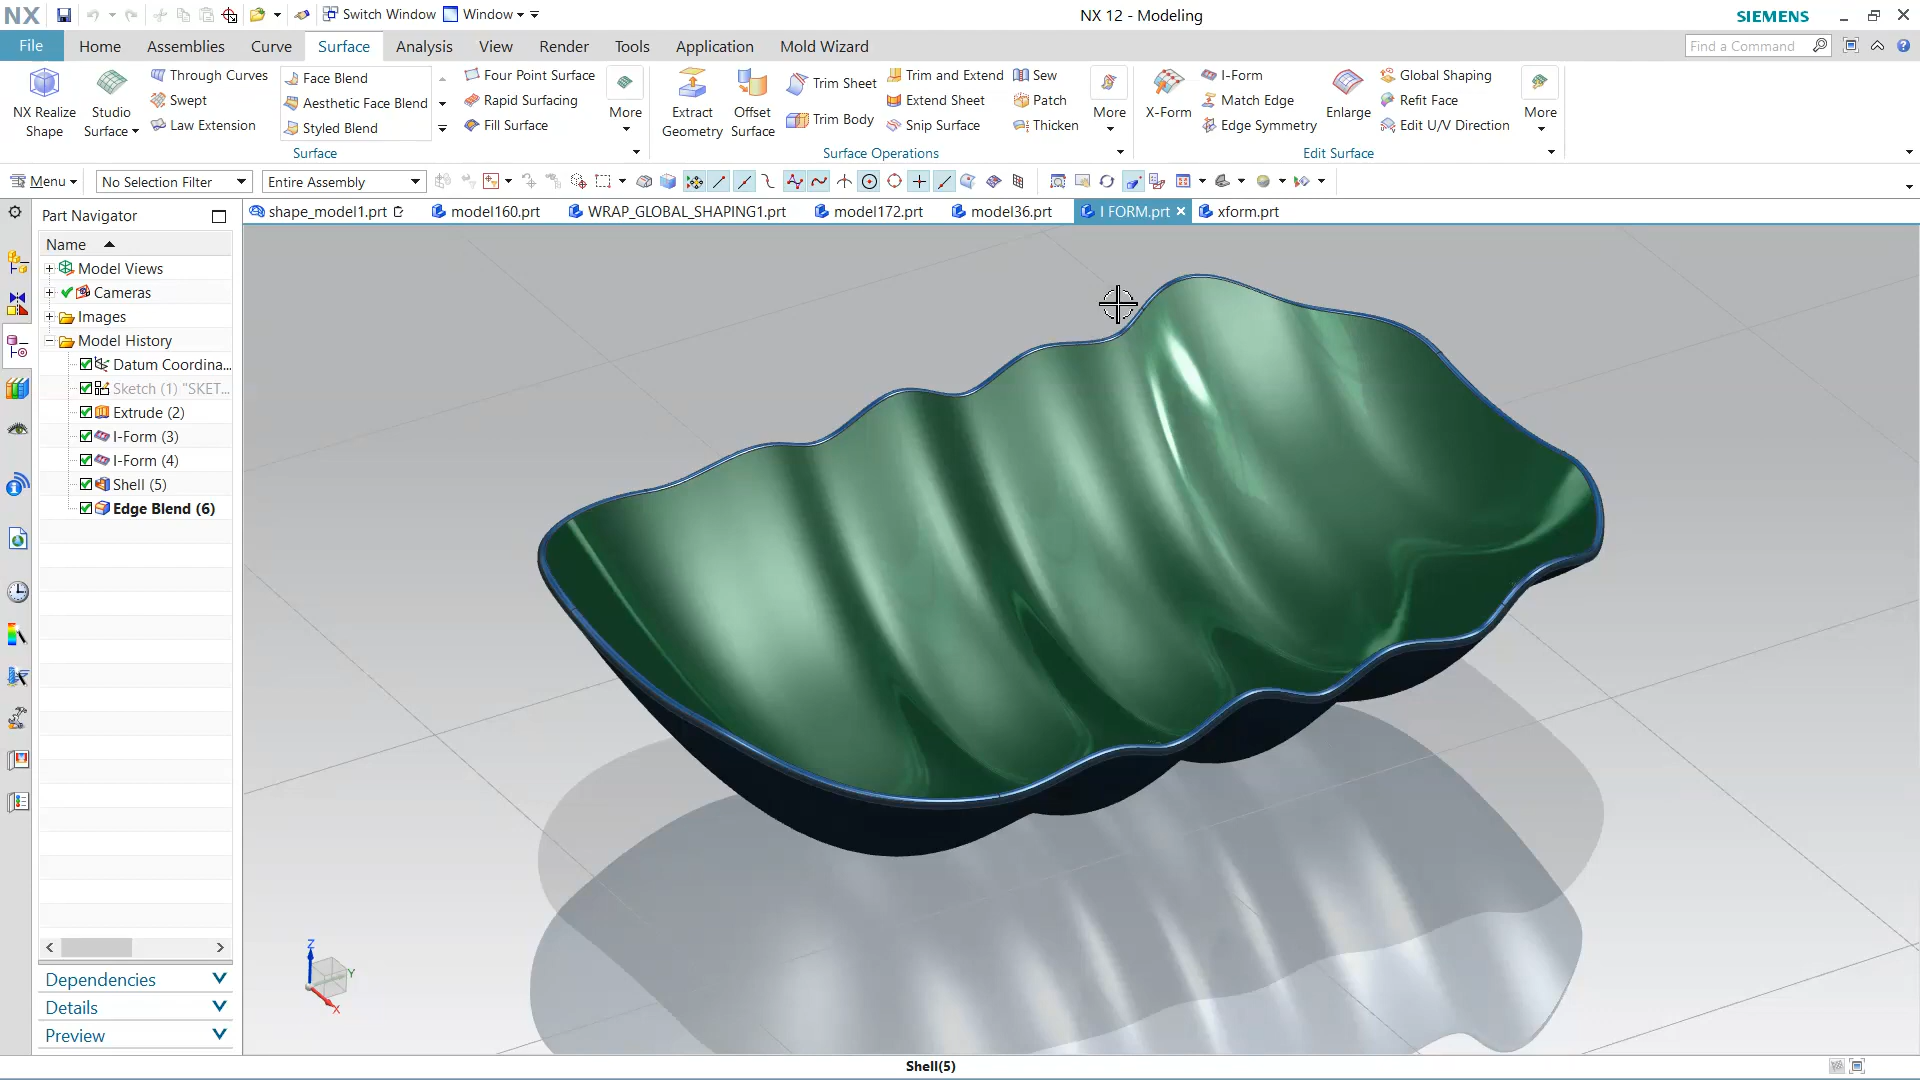 NX Switch Window Window NX 12 - Modeling SIEMENS
File Home Assemblies Curve Surface Analysis View Render Tools Application Mold Wizard Find a Command
NX Realize Shape
Studio Surface
Through Curves
Swept
Law Extension
Face Blend
Aesthetic Face Blend
Styled Blend
Four Point Surface
Rapid Surfacing
Fill Surface
More
Surface
Extract Geometry
Offset Surface
Trim Sheet
Trim Body
Trim and Extend
Extend Sheet
Snip Surface
Sew
Patch
Thicken
More
Surface Operations
X-Form
I-Form
Match Edge
Edge Symmetry
Enlarge
Global Shaping
Refit Face
Edit U/V Direction
More
Edit Surface
Menu No Selection Filter Entire Assembly
Part Navigator
shape_model1.prt model160.prt WRAP_GLOBAL_SHAPING1.prt model172.prt model36.prt I FORM.prt xform.prt
Name
Model Views
Cameras
Images
Model History
Datum Coordina...
Sketch (1) "SKET...
Extrude (2)
I-Form (3)
I-Form (4)
Shell (5)
Edge Blend (6)
Dependencies
Details
Preview
Z
Y
X
Shell(5)